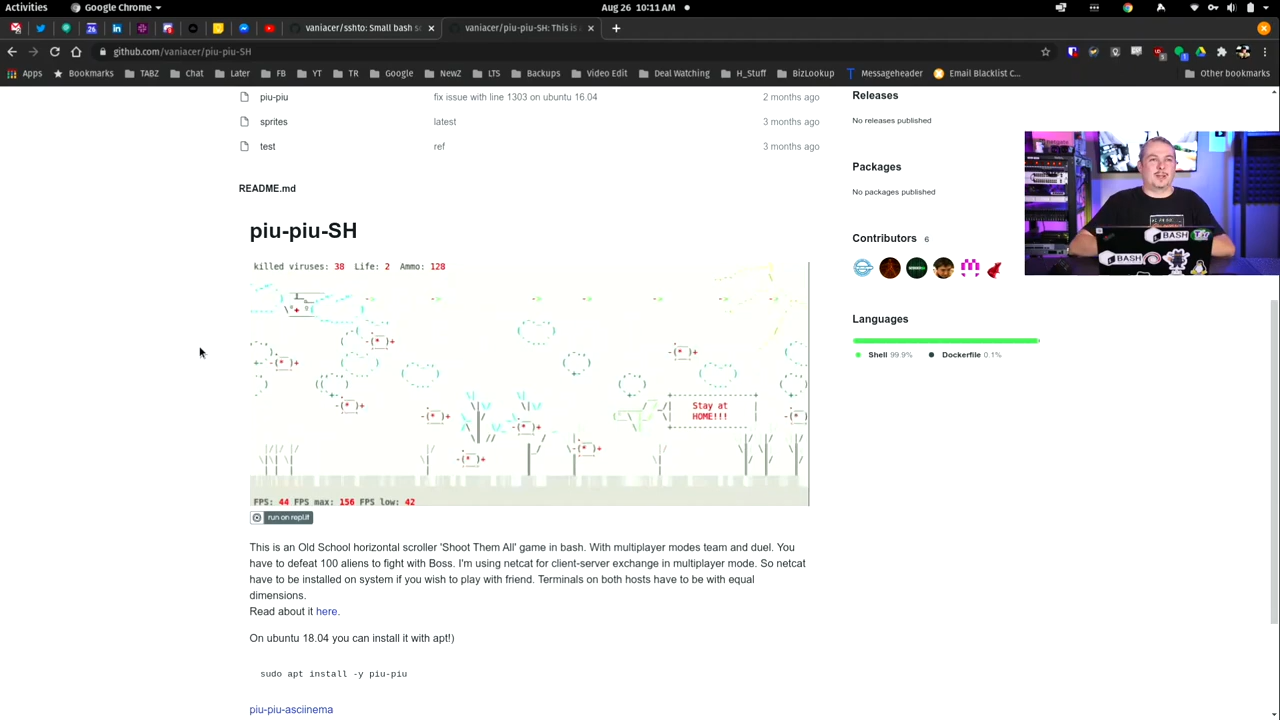 Activities
Google Chrome
Aug 26 10:11 AM
vaniacer/sshto: Small bash s
vaniacer/piu-piu-SH: This is
github.com/vaniacer/piu-piu-SH
Apps
Bookmarks
TABZ
Chat
Later
FB
YT
TR
Google
NewZ
LTS
Backups
Video Edit
Deal Watching
H_Stuff
BizLookup
Messageheader
Email Blacklist C...
Other bookmarks
piu-piu fix issue with line 1303 on ubuntu 16.04 2 months ago
sprites latest 3 months ago
test ref 3 months ago
README.md
piu-piu-SH
killed viruses: 38 Life: 2 Ammo: 128
Stay at
HOME!!!
FPS: 44 FPS max: 156 FPS low: 42
run on repl.it
This is an Old School horizontal scroller 'Shoot Them All' game in bash. With multiplayer modes team and duel. You
have to defeat 100 aliens to fight with Boss. I'm using netcat for client-server exchange in multiplayer mode. So netcat
have to be installed on system if you wish to play with friend. Terminals on both hosts have to be with equal
dimensions.
Read about it here.
On ubuntu 18.04 you can install it with apt!)
sudo apt install -y piu-piu
piu-piu-asciinema
Releases
No releases published
Packages
No packages published
Contributors 6
Languages
Shell 99.9% Dockerfile 0.1%
BASH
BASH